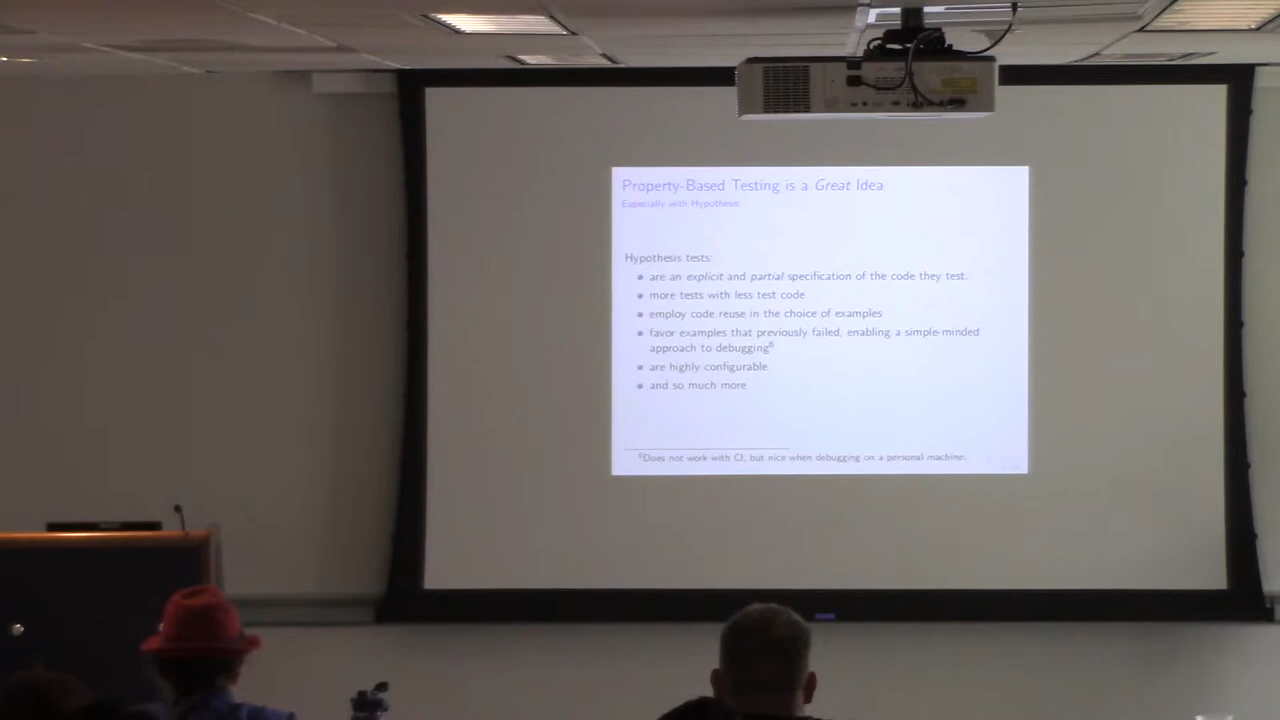 Property-Based Testing is a Great Idea
Especially with Hypothesis
Hypothesis tests:
are an explicit and partial specification of the code they test.
more tests with less test code
employ code reuse in the choice of examples
favor examples that previously failed, enabling a simple-minded
approach to debugging⁶
are highly configurable
and so much more
⁶Does not work with CI, but nice when debugging on a personal machine.